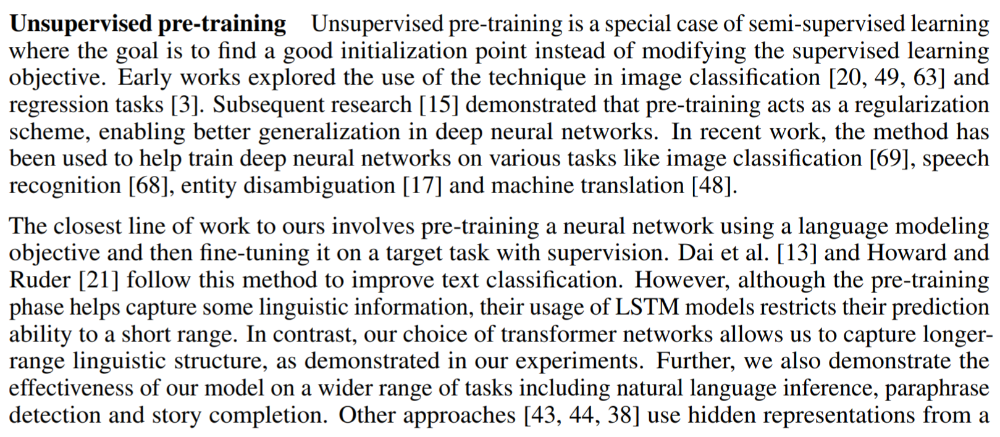 Unsupervised pre-training Unsupervised pre-training is a special case of semi-supervised learning
where the goal is to find a good initialization point instead of modifying the supervised learning
objective. Early works explored the use of the technique in image classification [20, 49, 63] and
regression tasks [3]. Subsequent research [15] demonstrated that pre-training acts as a regularization
scheme, enabling better generalization in deep neural networks. In recent work, the method has
been used to help train deep neural networks on various tasks like image classification [69], speech
recognition [68], entity disambiguation [17] and machine translation [48].
The closest line of work to ours involves pre-training a neural network using a language modeling
objective and then fine-tuning it on a target task with supervision. Dai et al. [13] and Howard and
Ruder [21] follow this method to improve text classification. However, although the pre-training
phase helps capture some linguistic information, their usage of LSTM models restricts their prediction
ability to a short range. In contrast, our choice of transformer networks allows us to capture longer-
range linguistic structure, as demonstrated in our experiments. Further, we also demonstrate the
effectiveness of our model on a wider range of tasks including natural language inference, paraphrase
detection and story completion. Other approaches [43, 44, 38] use hidden representations from a